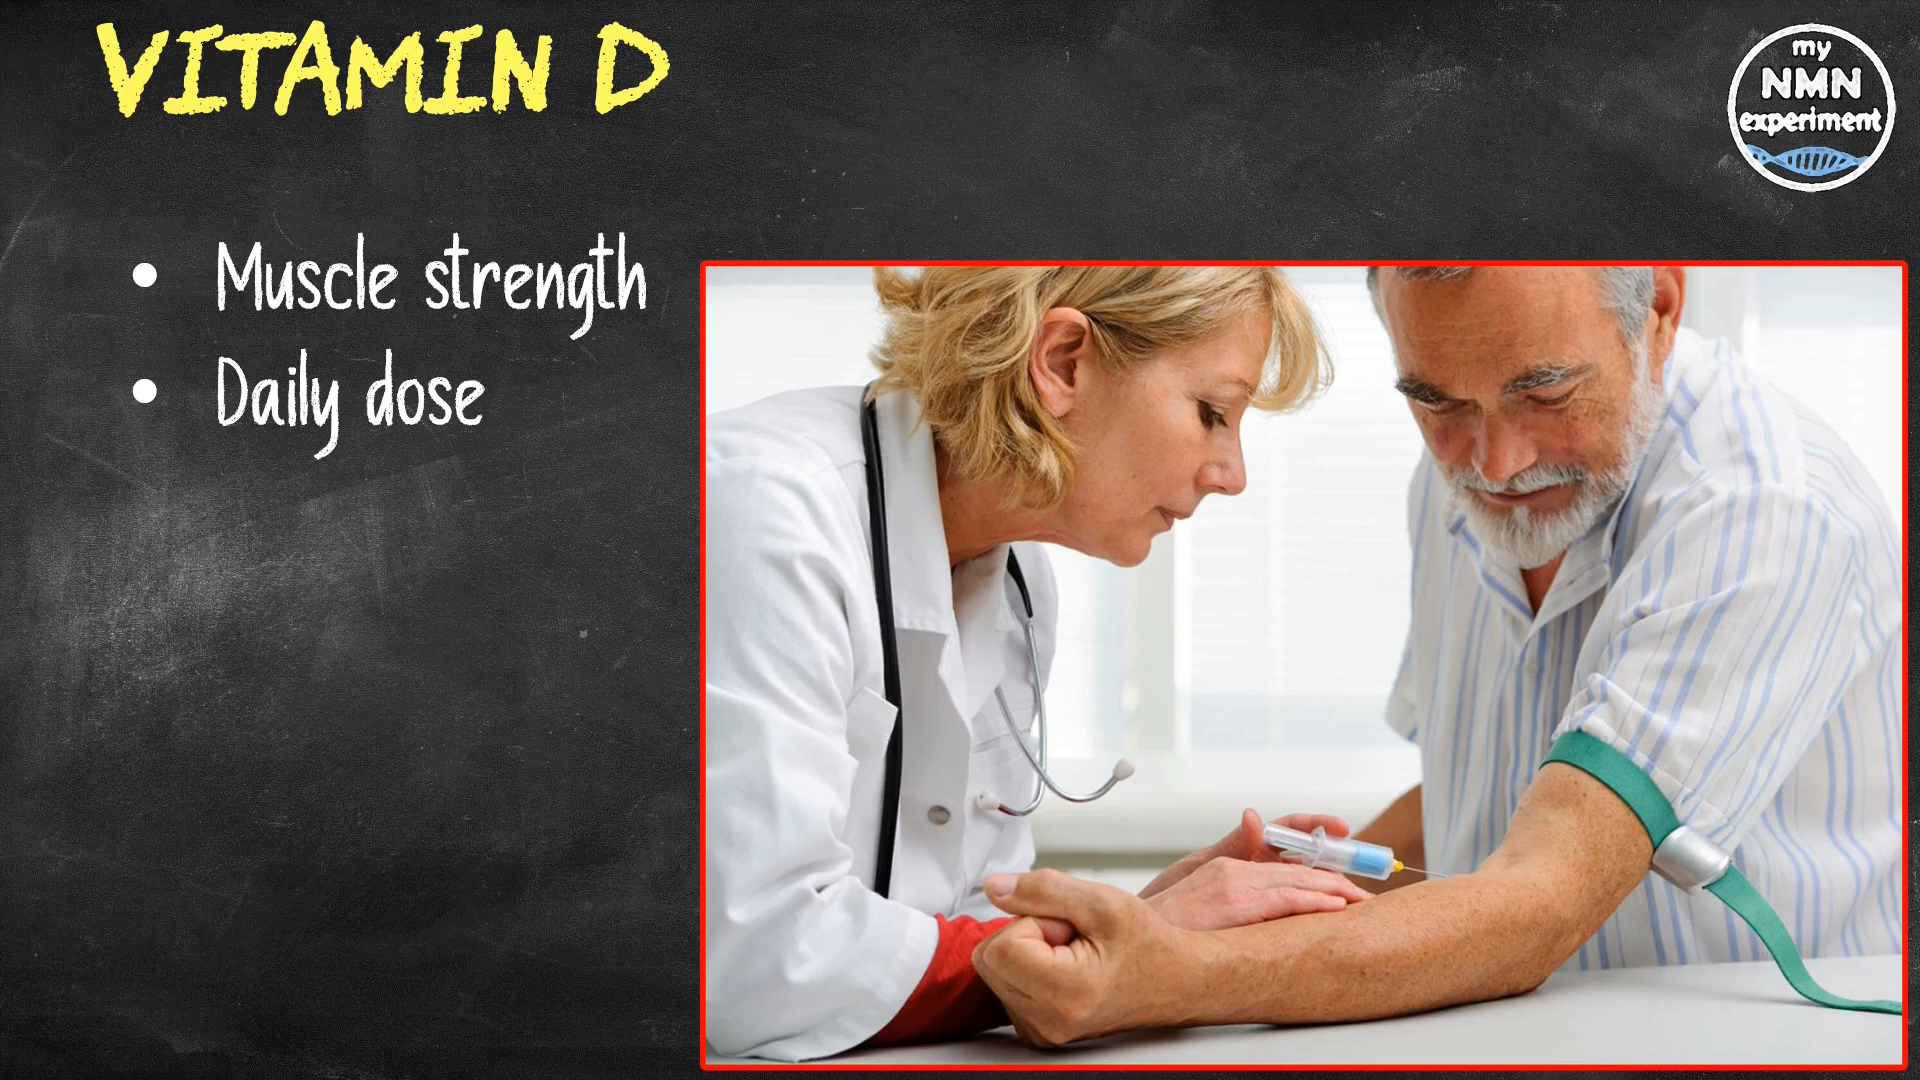 VITAMIN D
my
NMN
experiment
• Muscle strength
• Daily dose